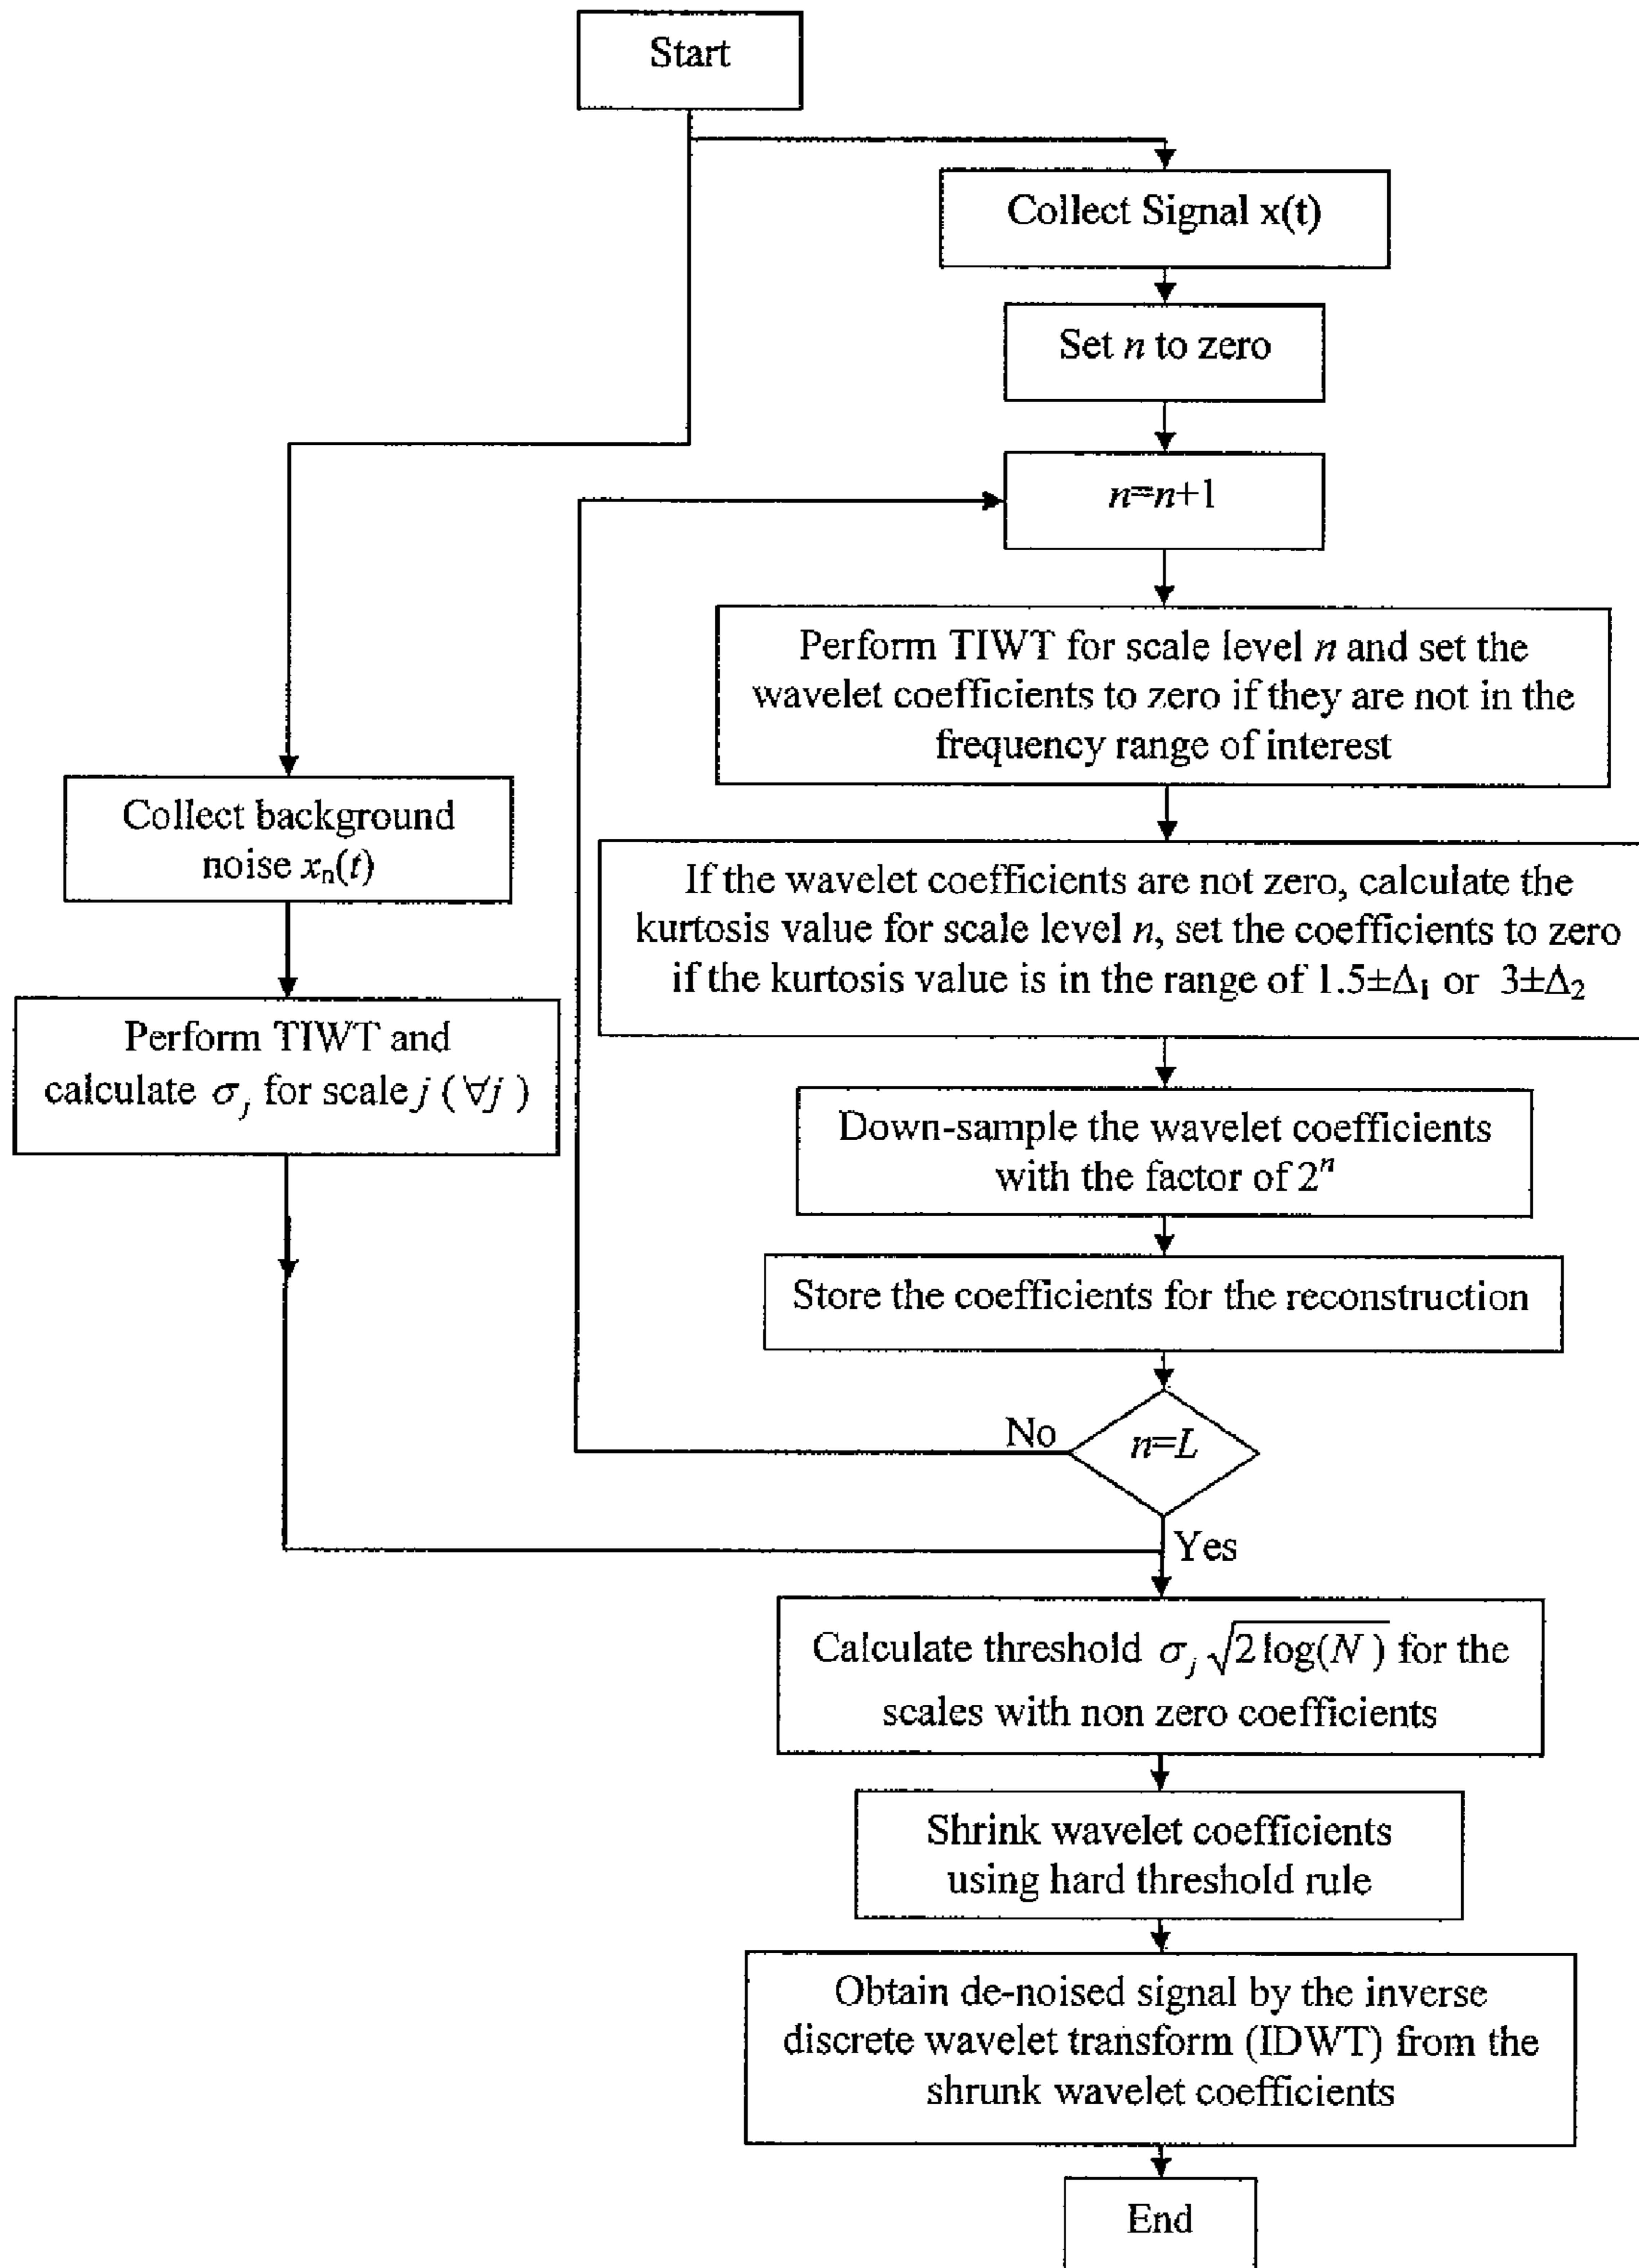 Start
Collect Signal x(t)
Set n to zero
n=n+1
Perform TIWT for scale level n and set the
wavelet coefficients to zero if they are not in the
frequency range of interest
Collect background
noise xₙ(t)
If the wavelet coefficients are not zero, calculate the
kurtosis value for scale level n, set the coefficients to zero
if the kurtosis value is in the range of 1.5±Δ₁ or 3±Δ₂
Perform TIWT and
calculate σⱼ for scale j (∀j)
Down-sample the wavelet coefficients
with the factor of 2ⁿ
Store the coefficients for the reconstruction
No
n=L
Yes
Calculate threshold σⱼ√2log(N) for the
scales with non zero coefficients
Shrink wavelet coefficients
using hard threshold rule
Obtain de-noised signal by the inverse
discrete wavelet transform (IDWT) from the
shrunk wavelet coefficients
End